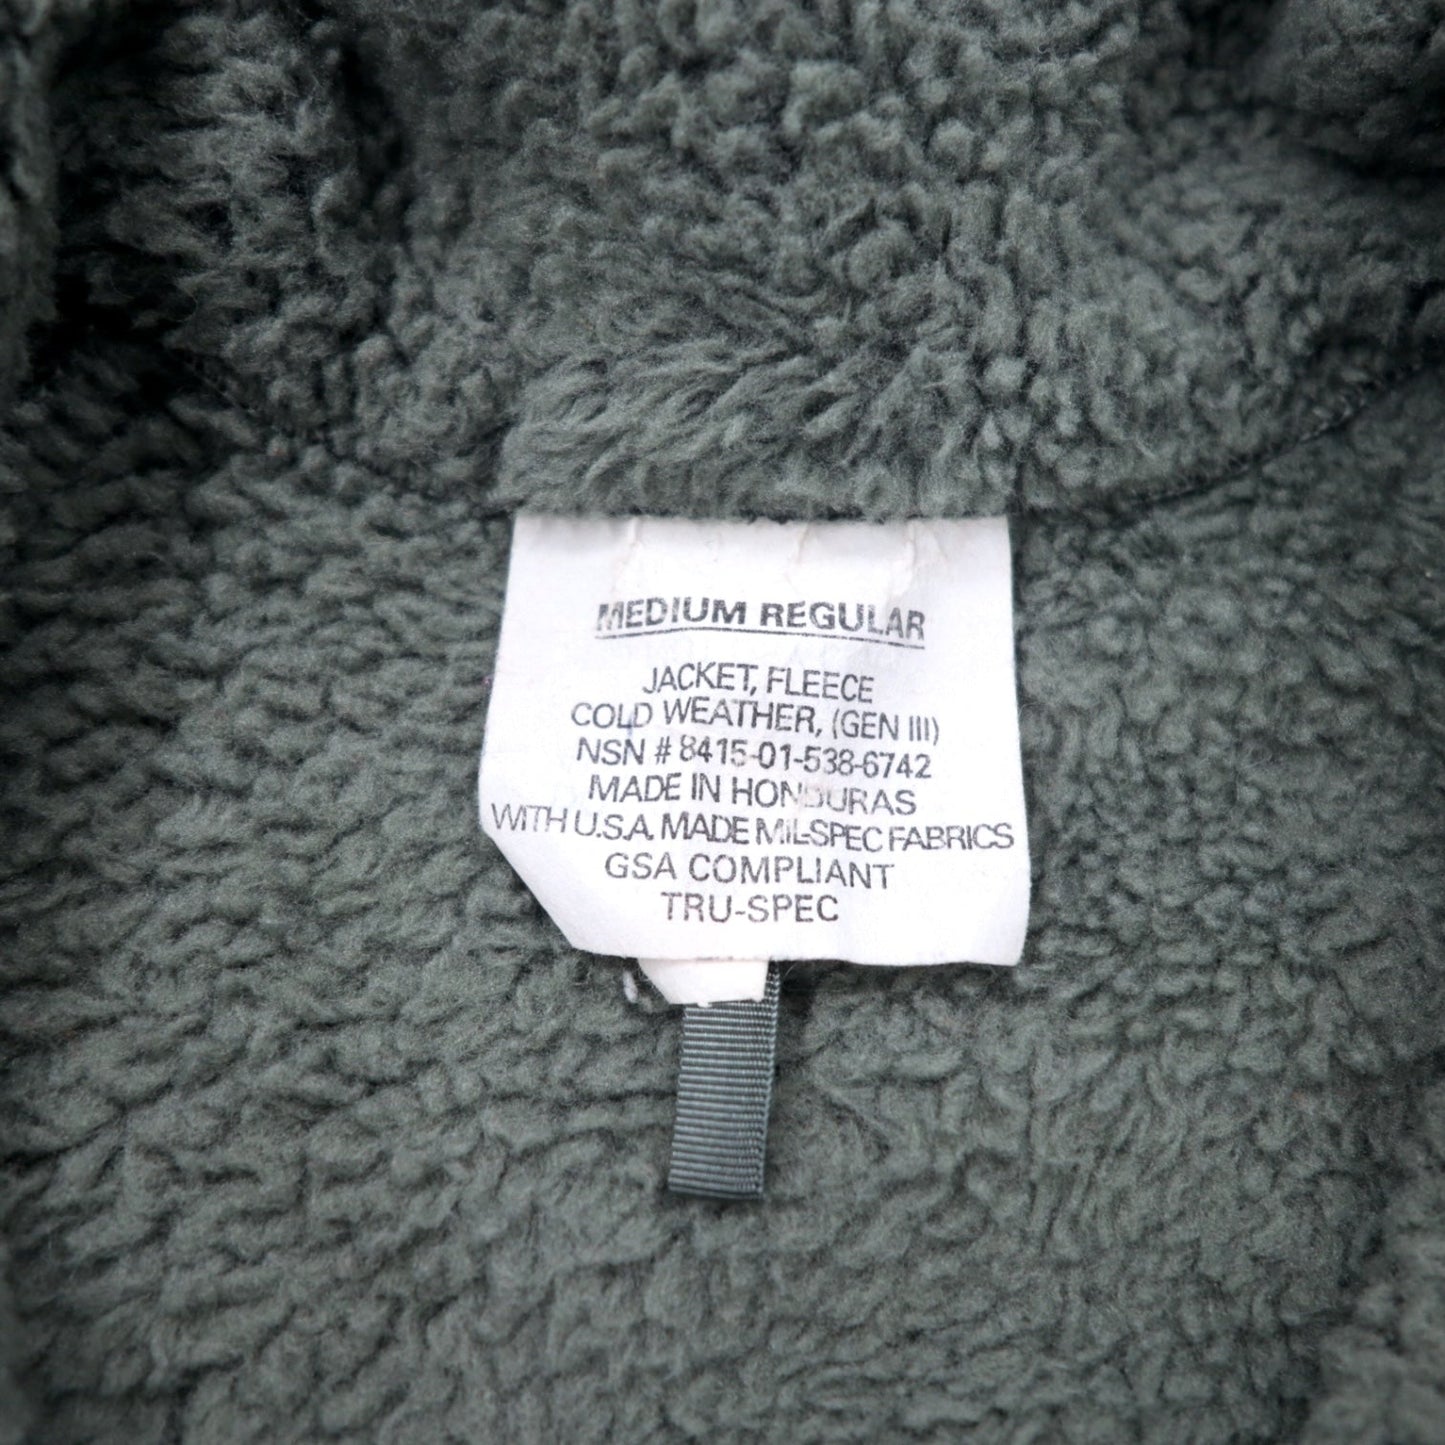 MEDIUM REGULAR
JACKET, FLEECE
COLD WEATHER, (GEN III)
NSN # 8415-01-538-6742
MADE IN HONDURAS
WITH U.S.A. MADE MIL-SPEC FABRICS
GSA COMPLIANT
TRU-SPEC